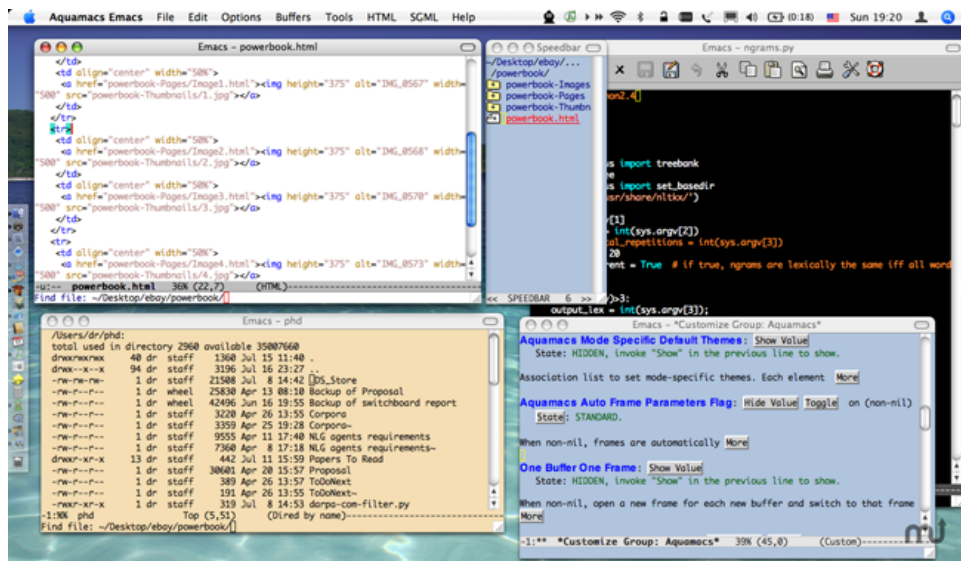 Aquamacs Emacs File Edit Options Buffers Tools HTML SGML Help (0:18) Sun 19:20
Emacs – powerbook.html
</td>
<td align="center" width="50%">
<a href="powerbook-Pages/Image1.html"><img height="375" alt="IMG_0567" width=
"500" src="powerbook-Thumbnails/1.jpg"></a>
</td>
</tr>
<tr>
<td align="center" width="50%">
<a href="powerbook-Pages/Image2.html"><img height="375" alt="IMG_0568" width=
"500" src="powerbook-Thumbnails/2.jpg"></a>
</td>
<td align="center" width="50%">
<a href="powerbook-Pages/Image3.html"><img height="375" alt="IMG_0570" width=
"500" src="powerbook-Thumbnails/3.jpg"></a>
</td>
</tr>
<tr>
<td align="center" width="50%">
<a href="powerbook-Pages/Image4.html"><img height="375" alt="IMG_0573" width=
"500" src="powerbook-Thumbnails/4.jpg"></a>
-u:-- powerbook.html 36% (22,7) (HTML)
Find file: ~/Desktop/ebay/powerbook/
Speedbar
~/Desktop/ebay/...
/powerbook/
powerbook-Images
powerbook-Pages
powerbook-Thumbn
powerbook.html
<< SPEEDBAR 6 >>
Emacs – ngrams.py
on2.4
s import treebank
ee
s import set_basedir
usr/share/nltkx/')
v[1]
= int(sys.argv[2])
al_repetitions = int(sys.argv[3])
20
rent = True # if true, ngrams are lexically the same iff all word
)>3:
output_lex = int(sys.argv[3]);
Emacs – phd
/Users/dr/phd:
total used in directory 2960 available 35007660
drwxrwxrwx 40 dr staff 1360 Jul 15 11:40 .
drwx--x--x 94 dr staff 3196 Jul 16 23:27 ..
-rw-rw-rw- 1 dr staff 21508 Jul 8 14:42 .DS_Store
-rw-r--r-- 1 dr wheel 25830 Apr 13 08:10 Backup of Proposal
-rw-r--r-- 1 dr wheel 42496 Jun 16 19:55 Backup of switchboard report
-rw-r--r-- 1 dr staff 3220 Apr 26 13:55 Corpora
-rw-r--r-- 1 dr staff 3359 Apr 25 19:28 Corpora~
-rw-r--r-- 1 dr staff 9555 Apr 11 17:40 NLG agents requirements
-rw-r--r-- 1 dr staff 7360 Apr 8 17:18 NLG agents requirements~
drwxr-xr-x 13 dr staff 442 Jul 11 15:59 Papers To Read
-rw-r--r-- 1 dr staff 30601 Apr 20 15:57 Proposal
-rw-r--r-- 1 dr staff 389 Apr 26 13:57 ToDoNext
-rw-r--r-- 1 dr staff 191 Apr 26 13:55 ToDoNext~
-rwxr-xr-x 1 dr staff 319 Jul 8 14:53 darpa-com-filter.py
-1:%% phd Top (5,51) (Dired by name)
Find file: ~/Desktop/ebay/powerbook/
Emacs – *Customize Group: Aquamacs*
Aquamacs Mode Specific Default Themes: Show Value
State: HIDDEN, invoke "Show" in the previous line to show.
Association list to set mode-specific themes. Each element More
Aquamacs Auto Frame Parameters Flag: Hide Value Toggle on (non-nil)
State: STANDARD.
When non-nil, frames are automatically More
One Buffer One Frame: Show Value
State: HIDDEN, invoke "Show" in the previous line to show.
When non-nil, open a new frame for each new buffer and switch to that frame
More
-1:** *Customize Group: Aquamacs* 39% (45,0) (Custom)